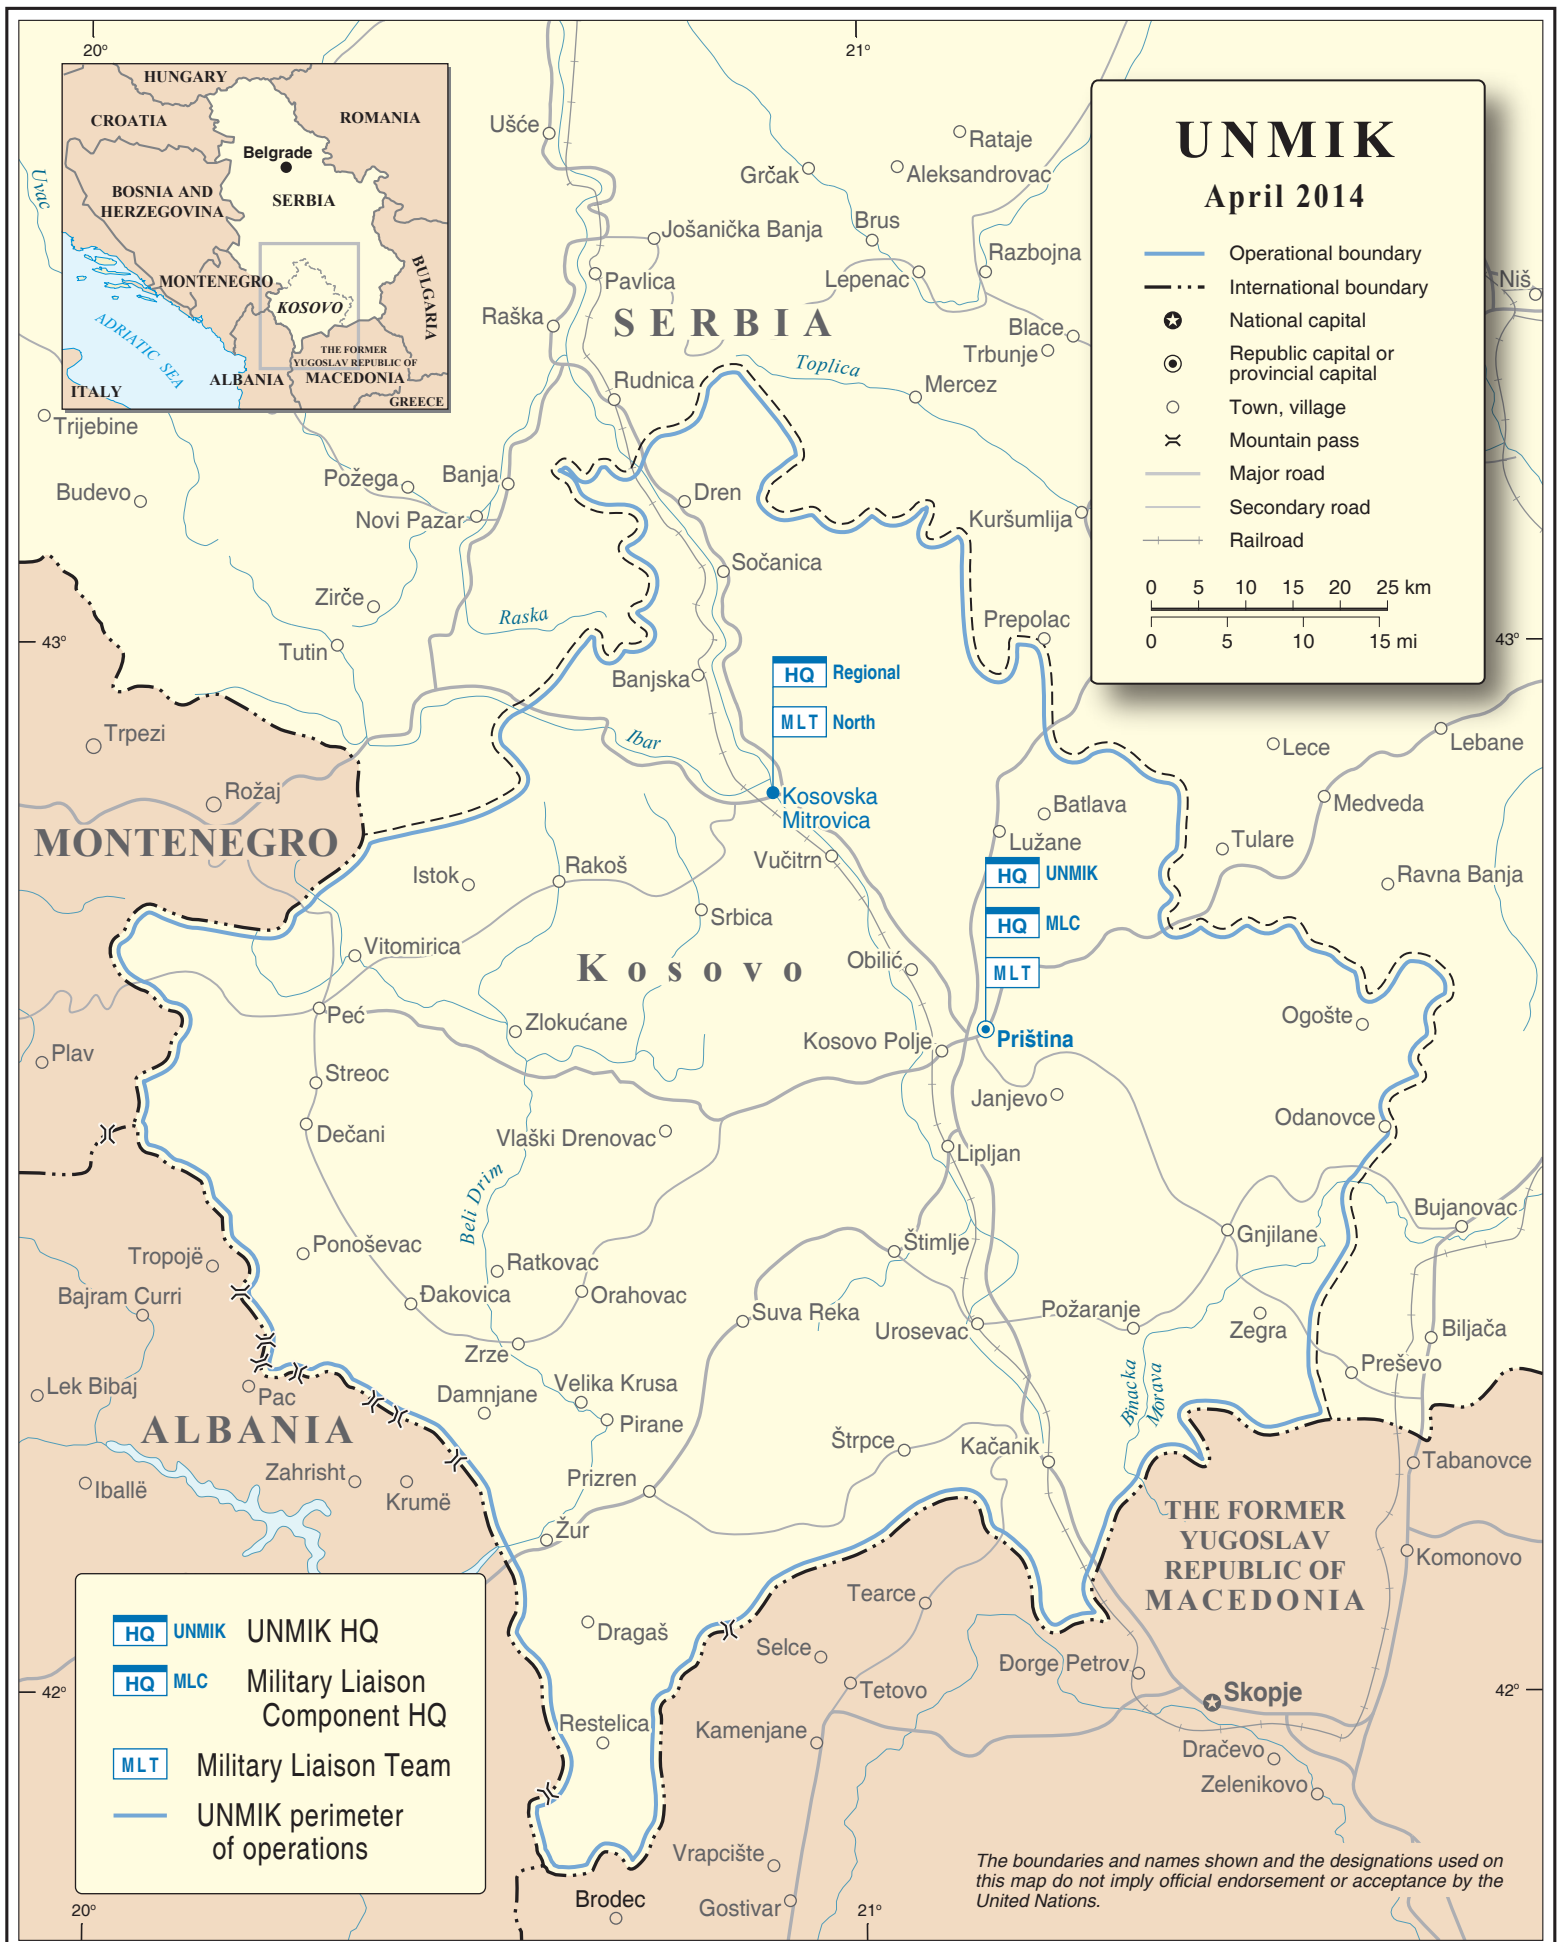 20°
21°
HUNGARY
CROATIA
ROMANIA
Belgrade
BOSNIA AND
HERZEGOVINA
SERBIA
MONTENEGRO
BULGARIA
KOSOVO
ADRIATIC SEA
THE FORMER
YUGOSLAV REPUBLIC OF
MACEDONIA
ALBANIA
ITALY
GREECE
UNMIK
April 2014
Operational boundary
International boundary
National capital
Republic capital or
provincial capital
Town, village
Mountain pass
Major road
Secondary road
Railroad
0 5 10 15 20 25 km
0 5 10 15 mi
Uvac
Ušće
Rataje
Grčak
Aleksandrovac
Brus
Jošanička Banja
Razbojna
Pavlica
Lepenac
Niš
Raška
SERBIA
Blace
Trbunje
Toplica
Rudnica
Mercez
Trijebine
Požega
Banja
Budevo
Dren
Novi Pazar
Kuršumlija
Sočanica
Zirče
Raska
Prepolac
43°
43°
Tutin
Banjska
HQ Regional
MLT North
Trpezi
Ibar
Lece
Lebane
Rožaj
Kosovska
Mitrovica
Batlava
Medveda
MONTENEGRO
Lužane
Tulare
Vučitrn
Istok
Rakoš
HQ UNMIK
Ravna Banja
Srbica
HQ MLC
Vitomirica
Kosovo
Obilić
MLT
Peć
Zlokućane
Ogošte
Kosovo Polje
Priština
Plav
Streoc
Janjevo
Dečani
Vlaški Drenovac
Odanovce
Lipljan
Beli Drim
Bujanovac
Tropojë
Ponoševac
Štimlje
Gnjilane
Ratkovac
Bajram Curri
Đakovica
Orahovac
Suva Reka
Urosevac
Požaranje
Zegra
Biljača
Zrze
Preševo
Lek Bibaj
Pac
Damnjane
Velika Krusa
Binacka
Morava
Pirane
ALBANIA
Štrpce
Kačanik
Tabanovce
Iballë
Zahrisht
Krumë
Prizren
THE FORMER
YUGOSLAV
REPUBLIC OF
MACEDONIA
Žur
Komonovo
Tearce
Dragaš
Selce
Đorge Petrov
42°
42°
Tetovo
Skopje
Restelica
Kamenjane
Dračevo
Zelenikovo
Vrapcište
Brodec
Gostivar
HQ UNMIK UNMIK HQ
HQ MLC Military Liaison
Component HQ
MLT Military Liaison Team
UNMIK perimeter
of operations
The boundaries and names shown and the designations used on
this map do not imply official endorsement or acceptance by the
United Nations.
20°
21°